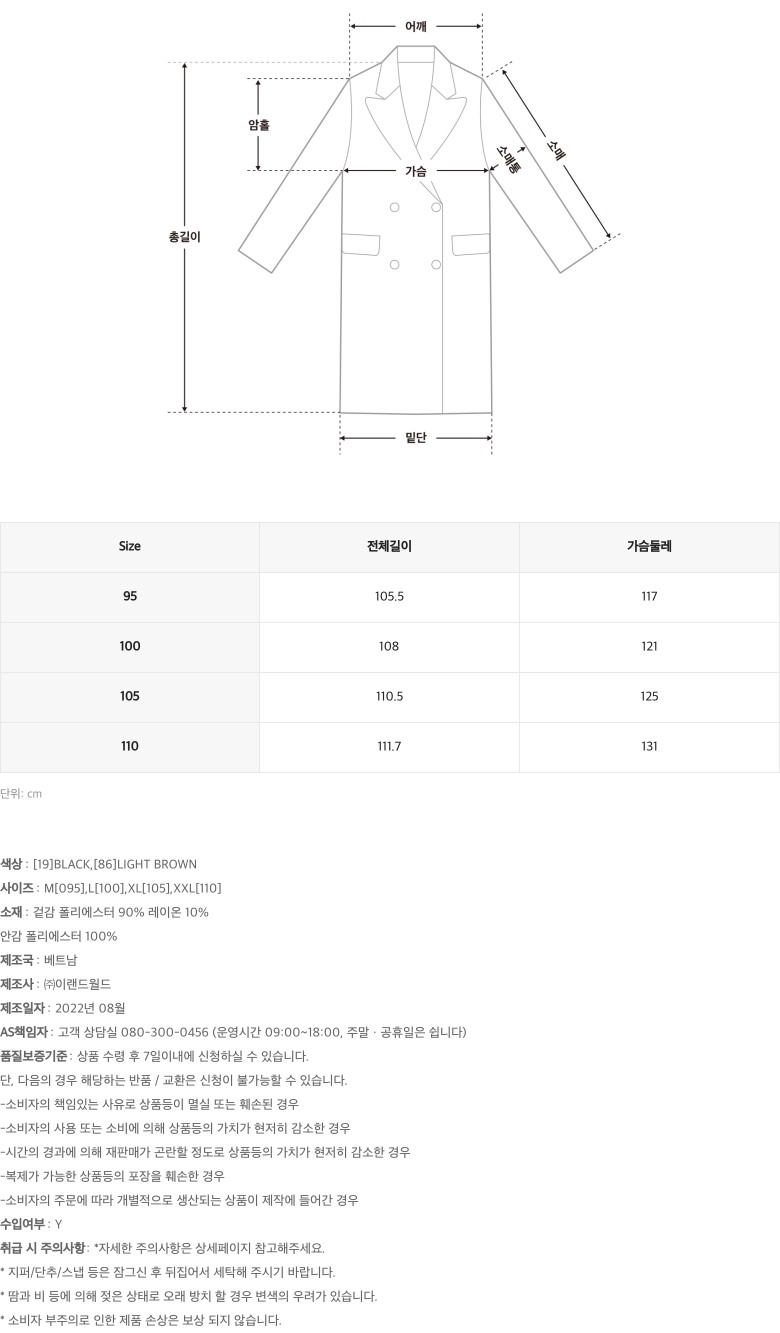 어깨
암홀
소매
소매통
가슴
총길이
밑단
Size 전체길이 가슴둘레
95 105.5 117
100 108 121
105 110.5 125
110 111.7 131
단위: cm
색상 : [19]BLACK,[86]LIGHT BROWN
사이즈 : M[095],L[100],XL[105],XXL[110]
소재 : 겉감 폴리에스터 90% 레이온 10%
안감 폴리에스터 100%
제조국 : 베트남
제조사 : ㈜이랜드월드
제조일자 : 2022년 08월
AS책임자 : 고객 상담실 080-300-0456 (운영시간 09:00~18:00, 주말 · 공휴일은 쉽니다)
품질보증기준 : 상품 수령 후 7일이내에 신청하실 수 있습니다.
단, 다음의 경우 해당하는 반품 / 교환은 신청이 불가능할 수 있습니다.
-소비자의 책임있는 사유로 상품등이 멸실 또는 훼손된 경우
-소비자의 사용 또는 소비에 의해 상품등의 가치가 현저히 감소한 경우
-시간의 경과에 의해 재판매가 곤란할 정도로 상품등의 가치가 현저히 감소한 경우
-복제가 가능한 상품등의 포장을 훼손한 경우
-소비자의 주문에 따라 개별적으로 생산되는 상품이 제작에 들어간 경우
수입여부 : Y
취급 시 주의사항 : *자세한 주의사항은 상세페이지 참고해주세요.
* 지퍼/단추/스냅 등은 잠그신 후 뒤집어서 세탁해 주시기 바랍니다.
* 땀과 비 등에 의해 젖은 상태로 오래 방치 할 경우 변색의 우려가 있습니다.
* 소비자 부주의로 인한 제품 손상은 보상 되지 않습니다.